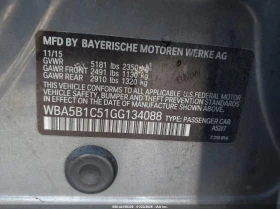 MFD BY BAYERISCHE MOTOREN WERKE AG
11/15
GVWR 5181 lbs 2350 kg
GAWR FRONT 2491 lbs 1130 kg
GAWR REAR 2910 lbs 1320 kg
THIS VEHICLE CONFORMS TO ALL APPLICABLE U.S. FEDERAL
MOTOR VEHICLE SAFETY, BUMPER, AND THEFT PREVENTION
STANDARDS IN EFFECT ON THE DATE OF MANUFACTURE
SHOWN ABOVE.
WBA5B1C51GG134088 TYPE: PASSENGER CAR